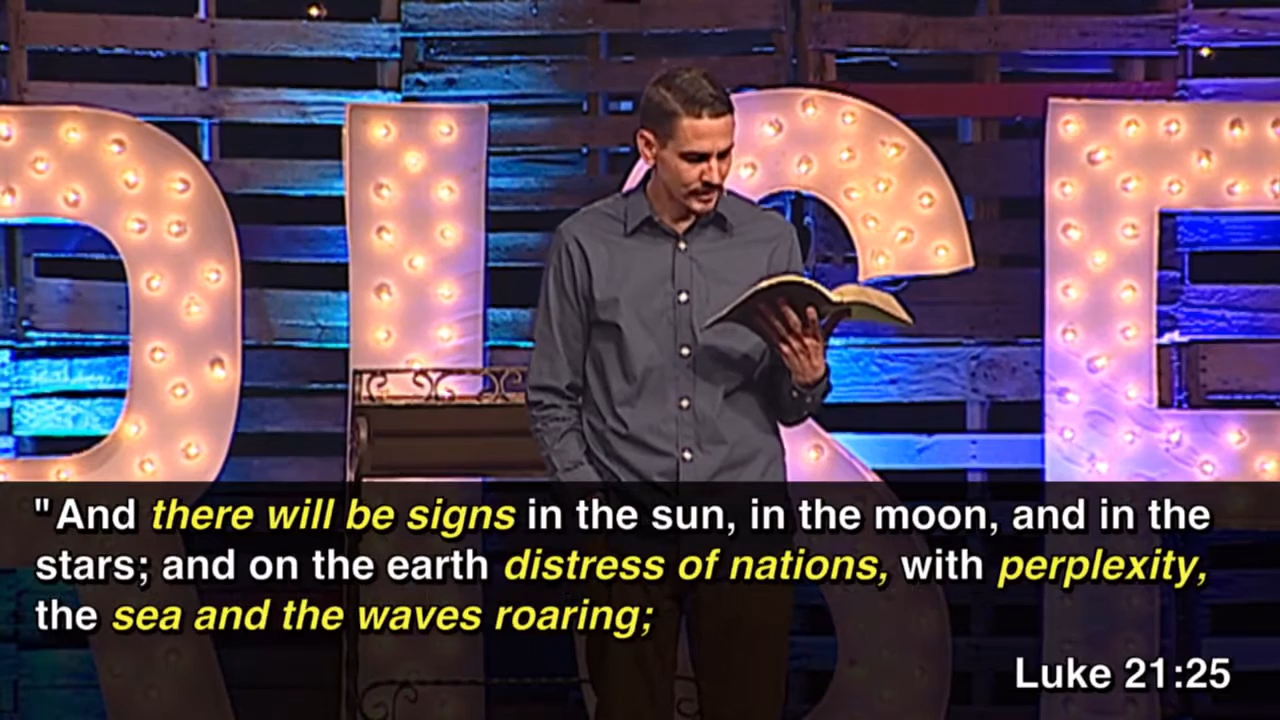 RISE
"And there will be signs in the sun, in the moon, and in the
stars; and on the earth distress of nations, with perplexity,
the sea and the waves roaring;
Luke 21:25